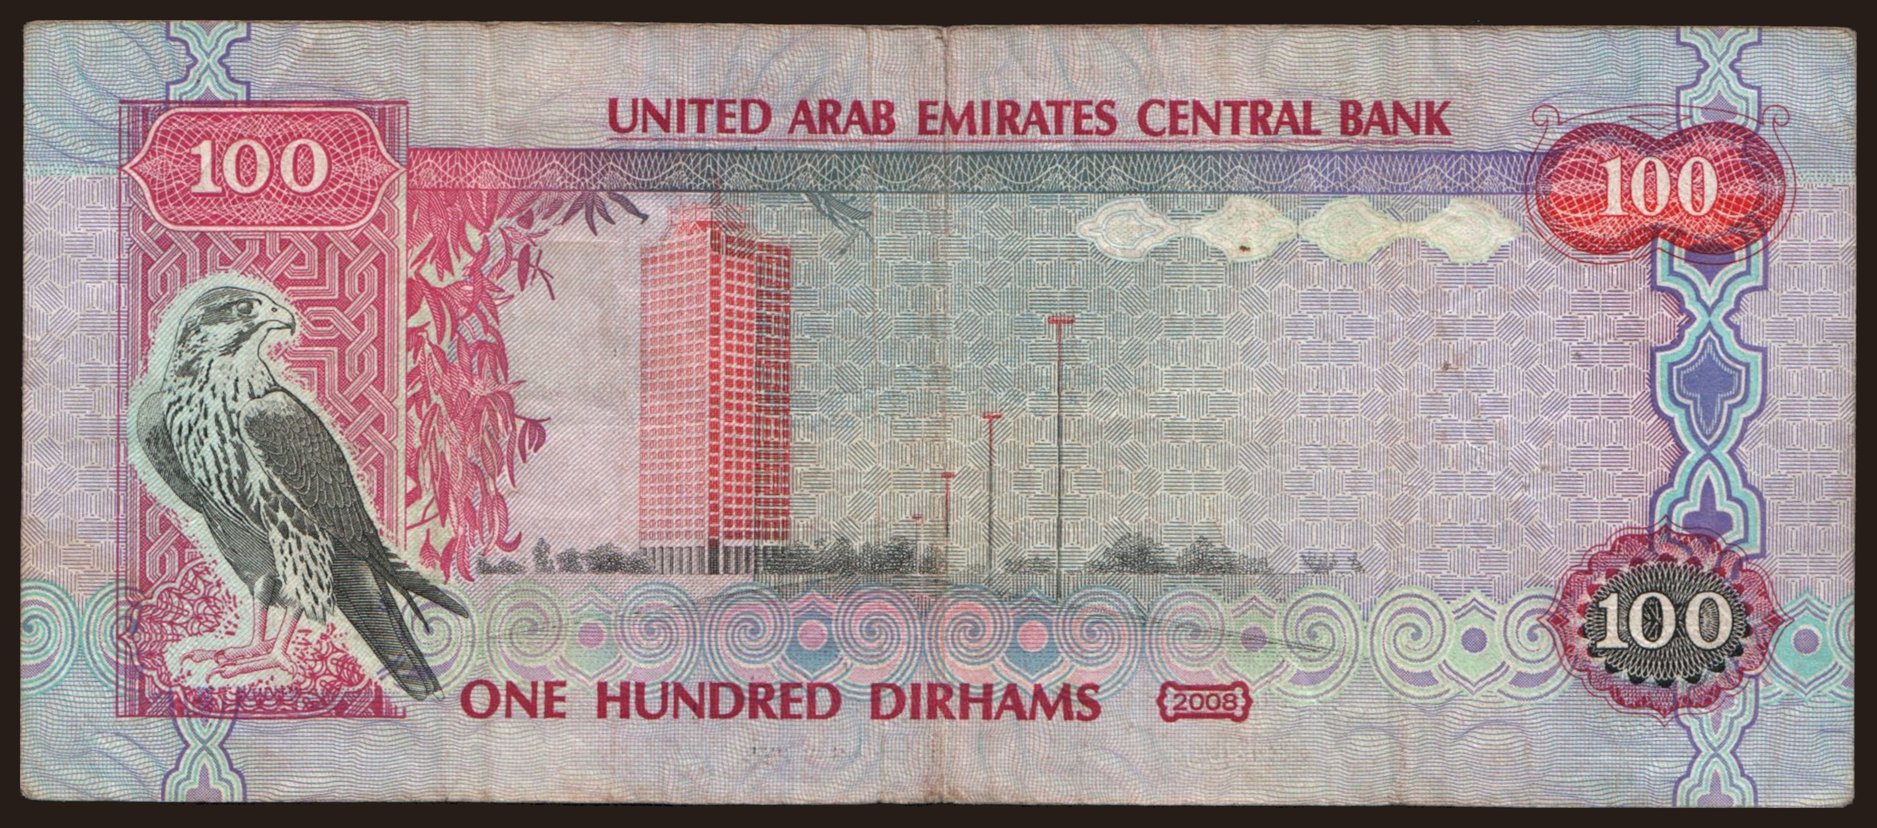 UNITED ARAB EMIRATES CENTRAL BANK
100
100
ONE HUNDRED DIRHAMS
2008
100